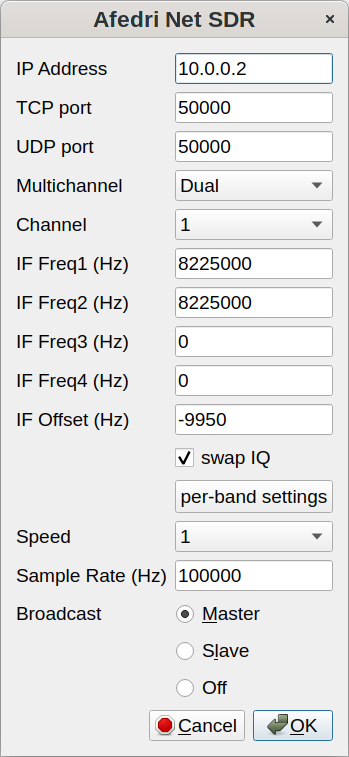 Afedri Net SDR ×
IP Address 10.0.0.2
TCP port 50000
UDP port 50000
Multichannel Dual
Channel 1
IF Freq1 (Hz) 8225000
IF Freq2 (Hz) 8225000
IF Freq3 (Hz) 0
IF Freq4 (Hz) 0
IF Offset (Hz) -9950
swap IQ
per-band settings
Speed 1
Sample Rate (Hz) 100000
Broadcast Master
Slave
Off
Cancel OK